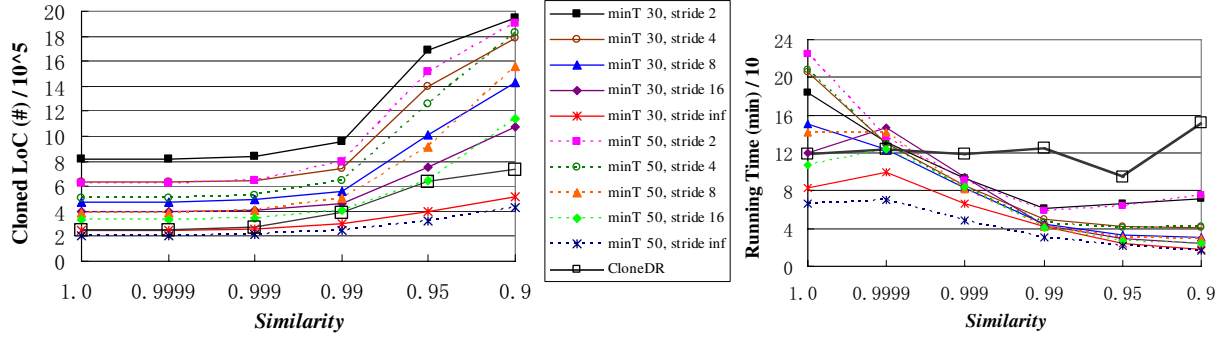 Cloned LoC (#) / 10^5
20
18
16
14
12
10
8
6
4
2
0
1.0 0.9999 0.999 0.99 0.95 0.9
Similarity
minT 30, stride 2
minT 30, stride 4
minT 30, stride 8
minT 30, stride 16
minT 30, stride inf
minT 50, stride 2
minT 50, stride 4
minT 50, stride 8
minT 50, stride 16
minT 50, stride inf
CloneDR
Running Time (min) / 10
24
20
16
12
8
4
0
1.0 0.9999 0.999 0.99 0.95 0.9
Similarity